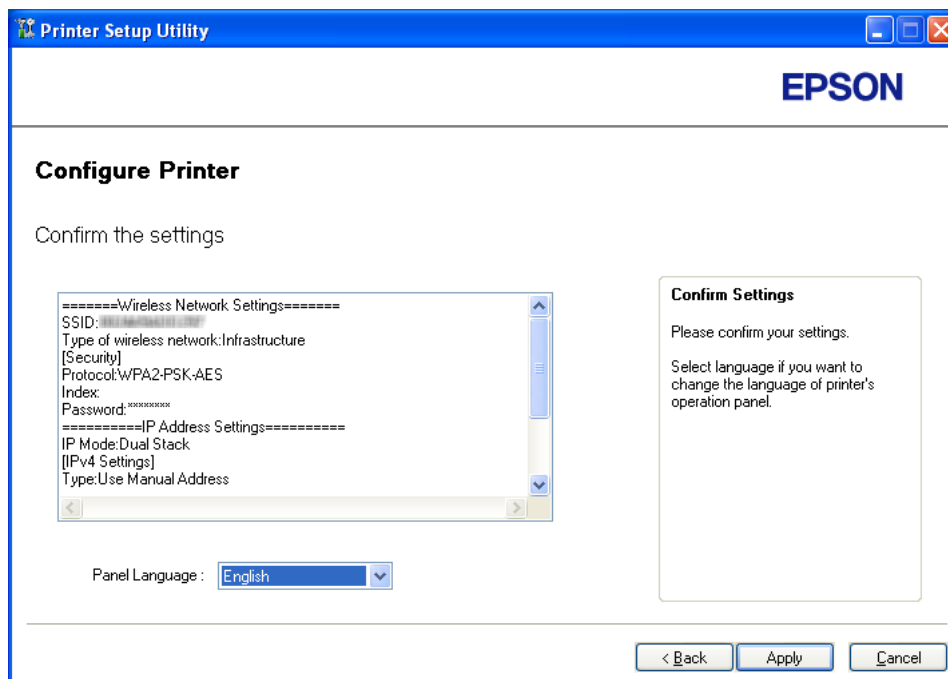 Printer Setup Utility
EPSON
Configure Printer
Confirm the settings
=======Wireless Network Settings=======
SSID:
Type of wireless network:Infrastructure
[Security]
Protocol:WPA2-PSK-AES
Index:
Password:********
==========IP Address Settings==========
IP Mode:Dual Stack
[IPv4 Settings]
Type:Use Manual Address
Confirm Settings
Please confirm your settings.
Select language if you want to
change the language of printer's
operation panel.
Panel Language : English
< Back Apply Cancel